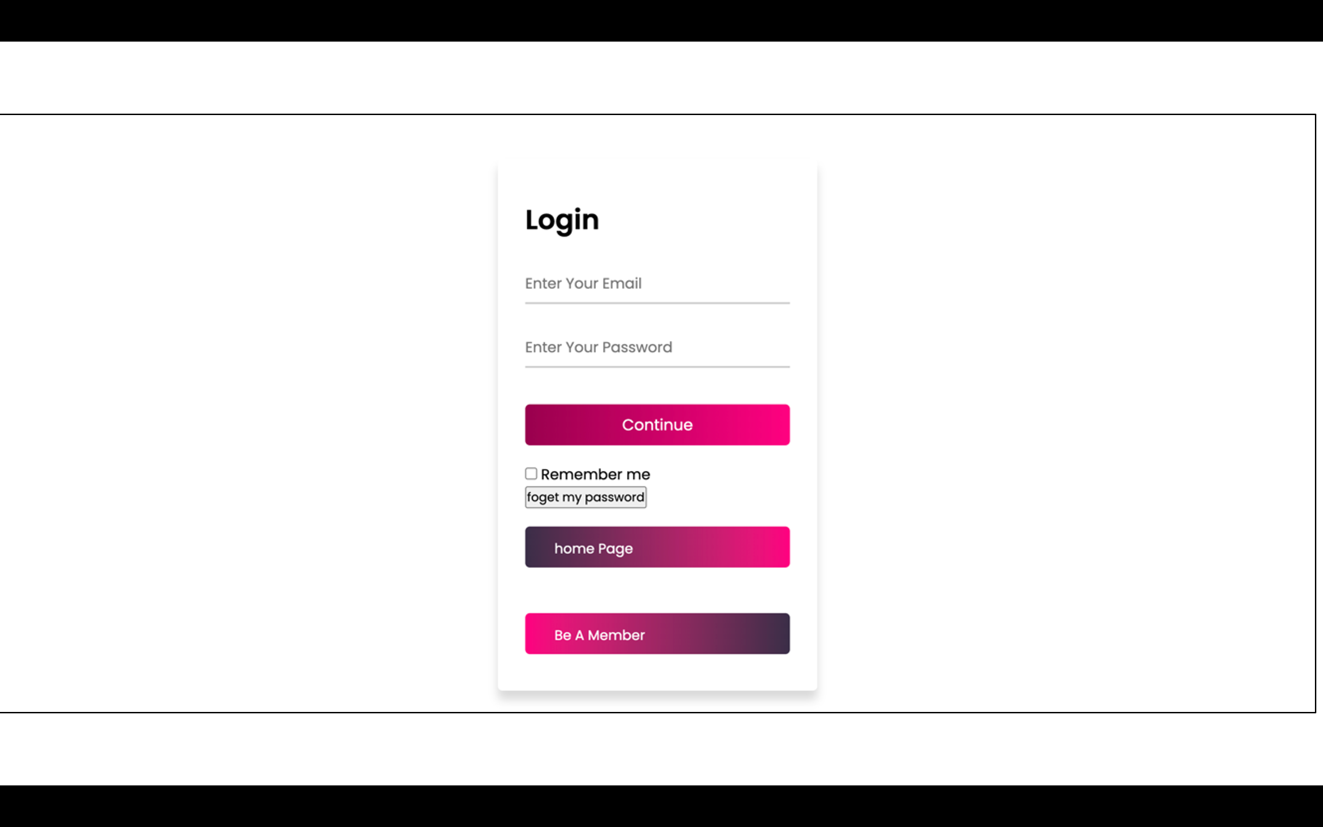 Login
Enter Your Email
Enter Your Password
Continue
Remember me
foget my password
home Page
Be A Member